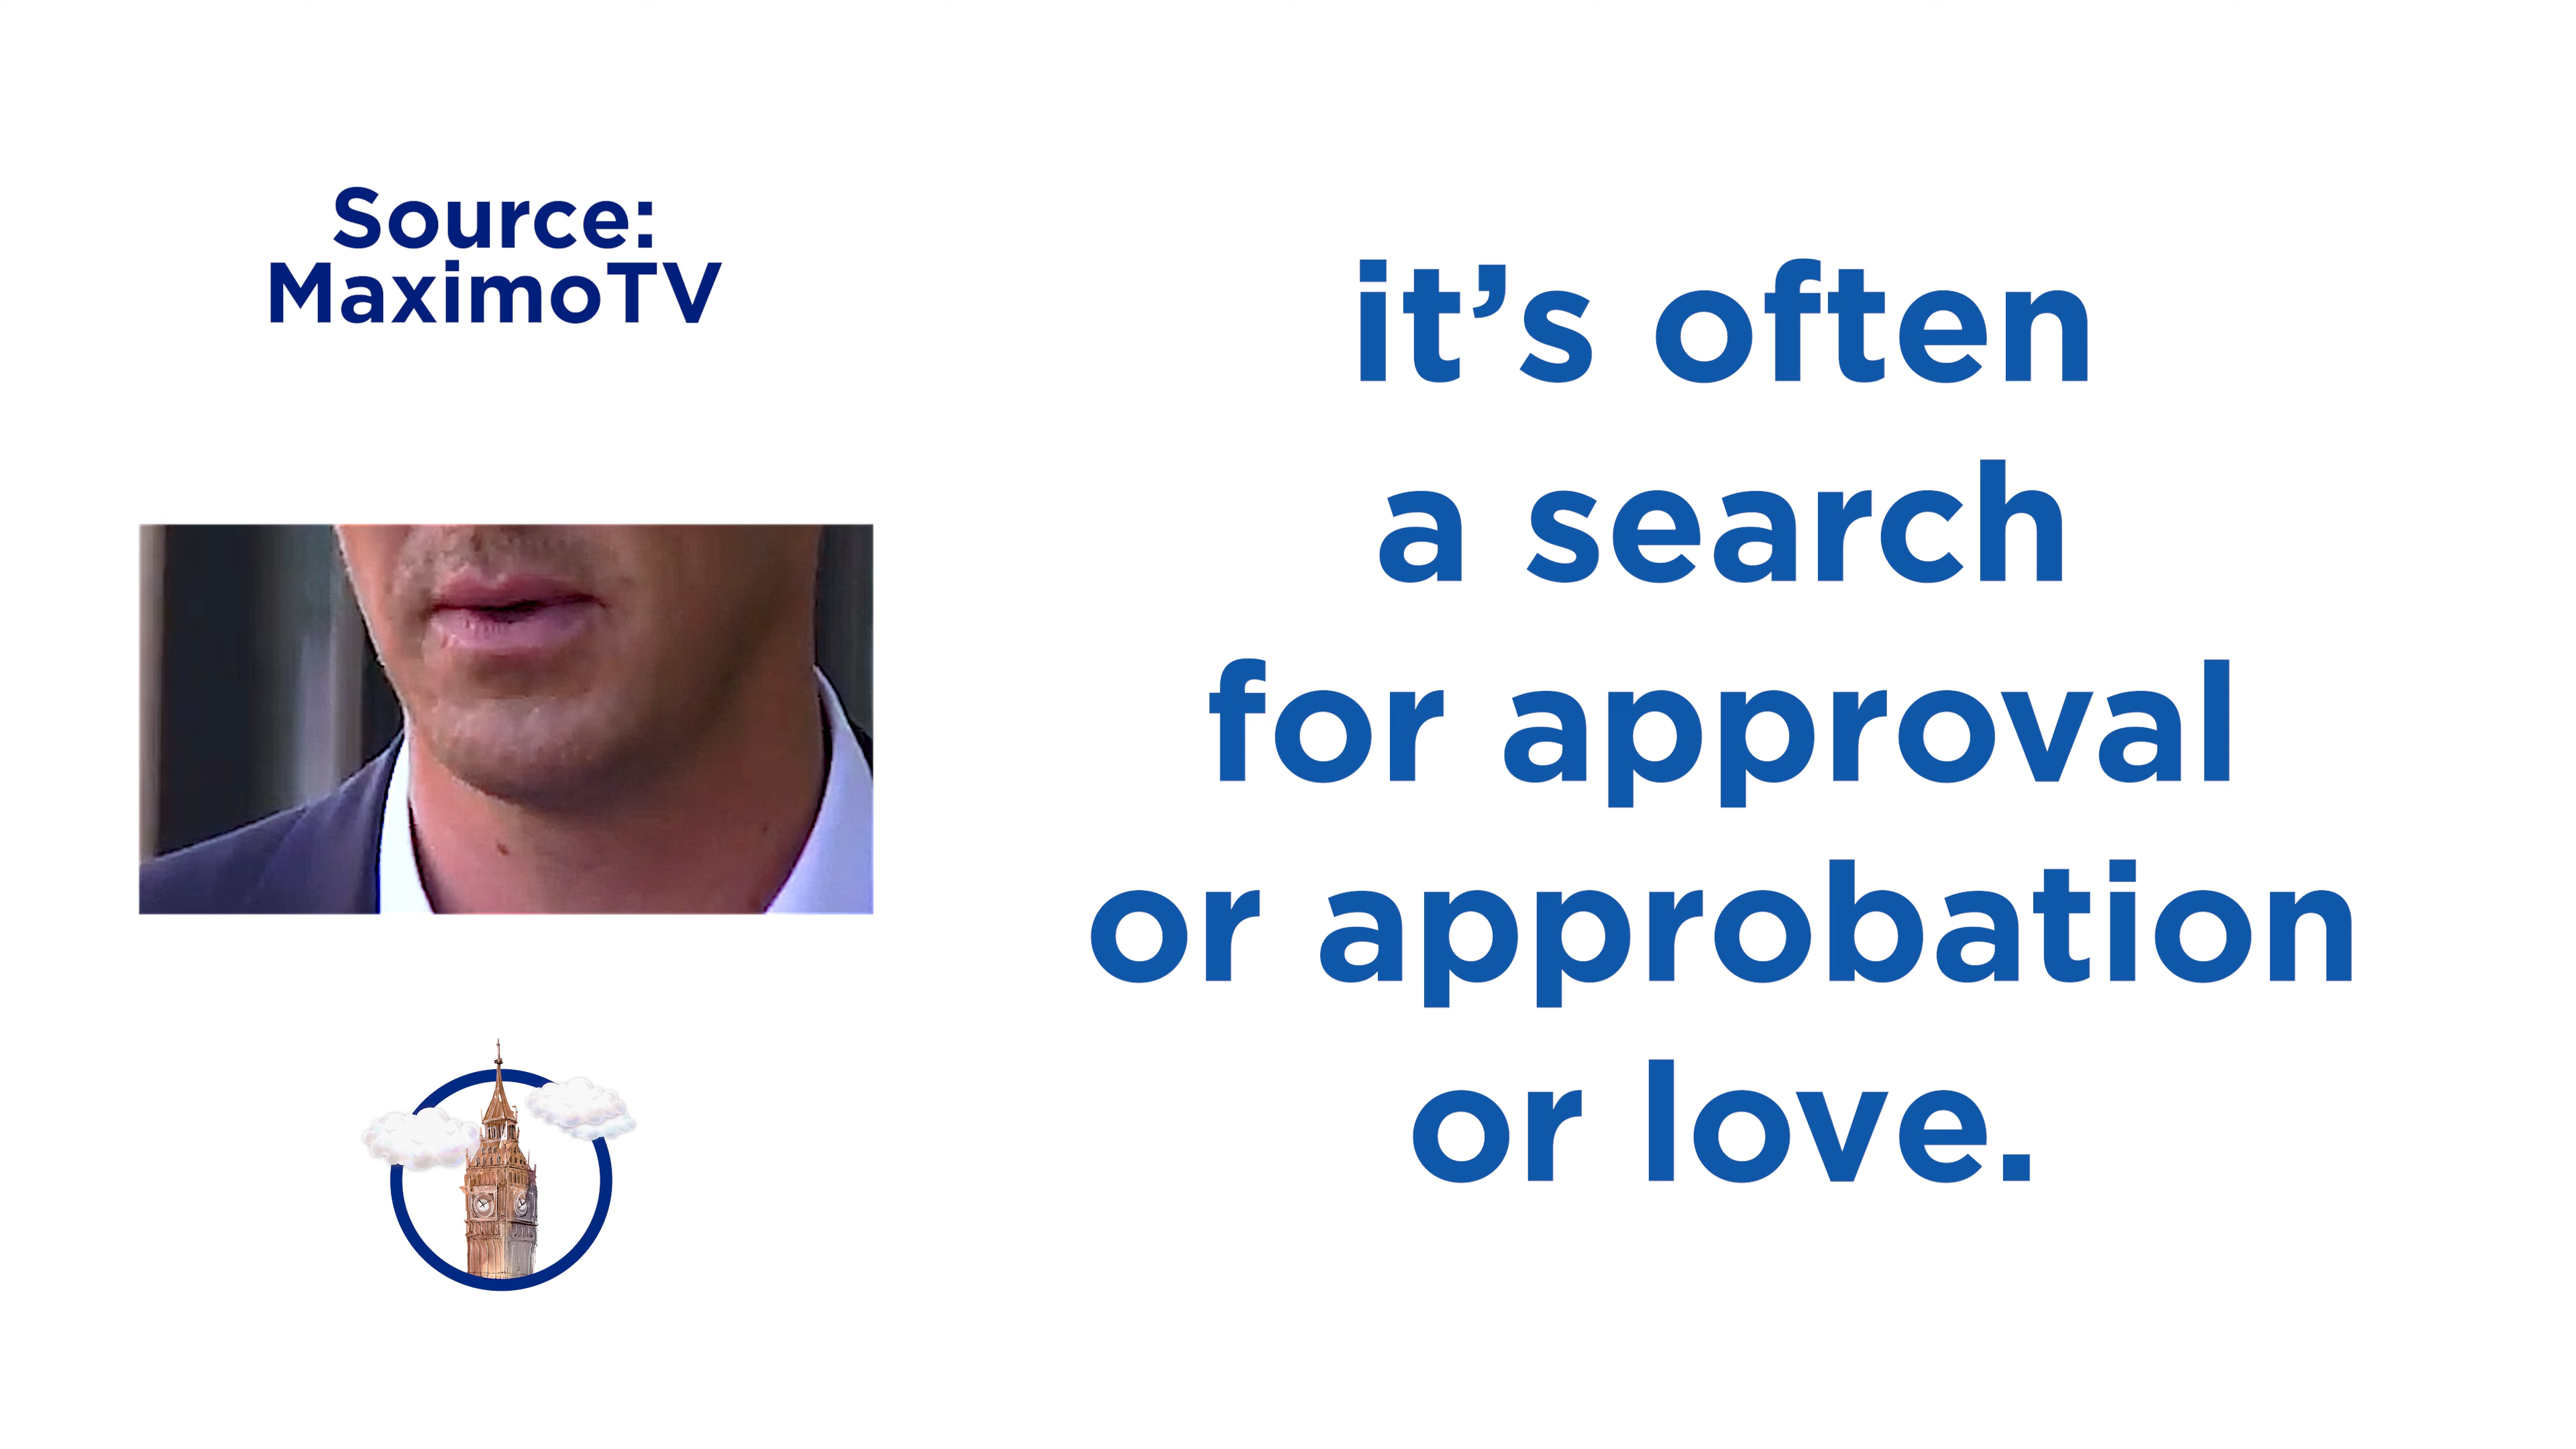 Source:
MaximoTV
it’s often
a search
for approval
or approbation
or love.